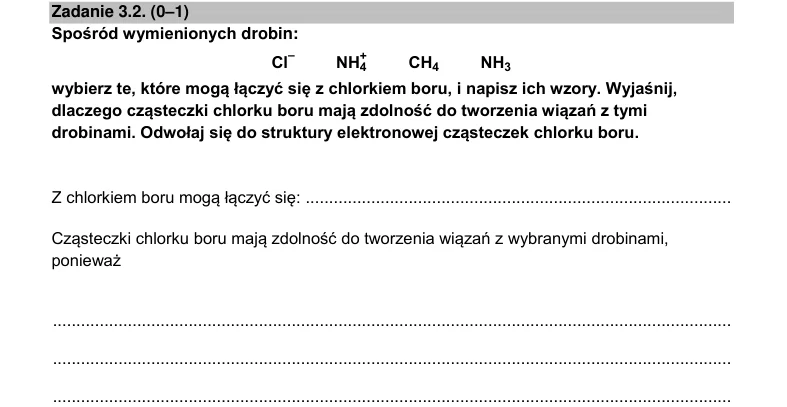 Zadanie 3.2. (0–1)
Spośród wymienionych drobin:
Cl⁻ NH₄⁺ CH₄ NH₃
wybierz te, które mogą łączyć się z chlorkiem boru, i napisz ich wzory. Wyjaśnij,
dlaczego cząsteczki chlorku boru mają zdolność do tworzenia wiązań z tymi
drobinami. Odwołaj się do struktury elektronowej cząsteczek chlorku boru.
Z chlorkiem boru mogą łączyć się: ............................................................................................
Cząsteczki chlorku boru mają zdolność do tworzenia wiązań z wybranymi drobinami,
ponieważ
...................................................................................................................................................
...................................................................................................................................................
...................................................................................................................................................